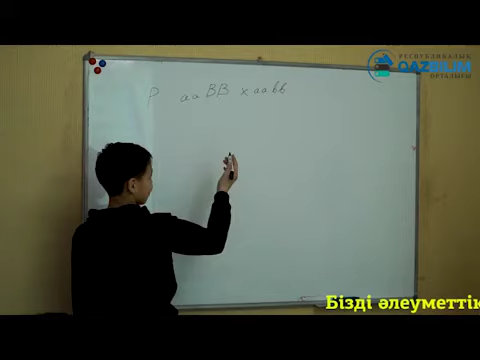 РЕСПУБЛИКАЛЫҚ
QAZBILIM
ОРТАЛЫҒЫ
P aaBB x aabb
Бізді әлеуметтік